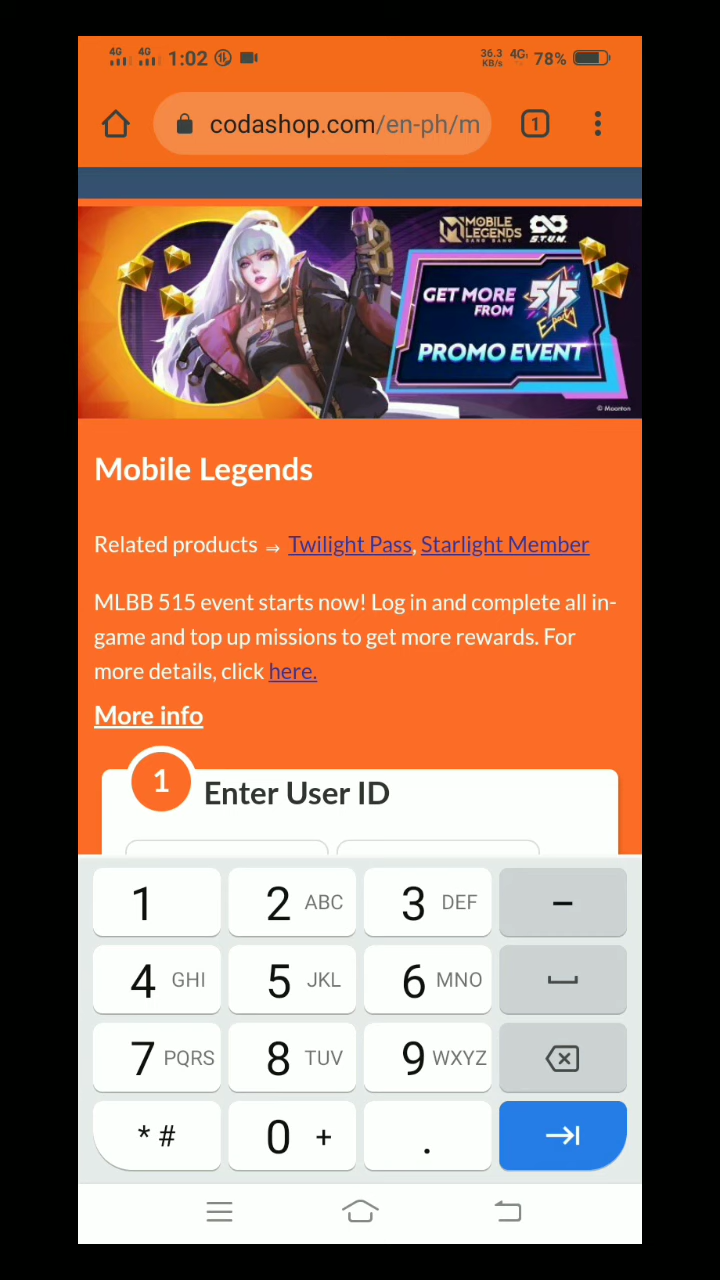 4G 4G 1:02 36.3 KB/s 4G 78%
codashop.com/en-ph/m 1
MOBILE LEGENDS
BANG BANG
S.T.U.N.
GET MORE
FROM
515
Eparty
PROMO EVENT
© Moonton
Mobile Legends
Related products ⇒ Twilight Pass, Starlight Member
MLBB 515 event starts now! Log in and complete all in-
game and top up missions to get more rewards. For
more details, click here.
More info
1 Enter User ID
1 2 ABC 3 DEF –
4 GHI 5 JKL 6 MNO
7 PQRS 8 TUV 9 WXYZ
* # 0 + .